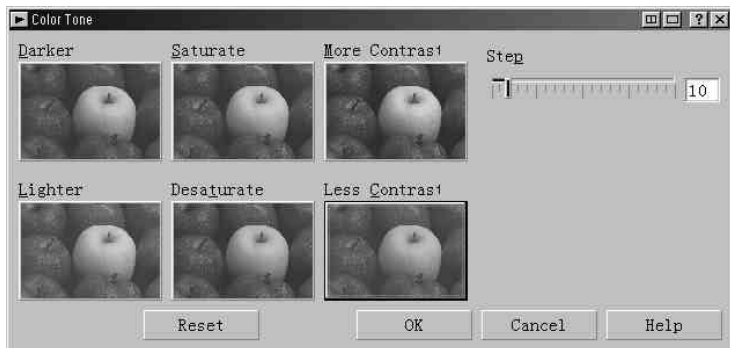 Color Tone
Darker Saturate More Contrast Step
10
Lighter Desaturate Less Contrast
Reset OK Cancel Help